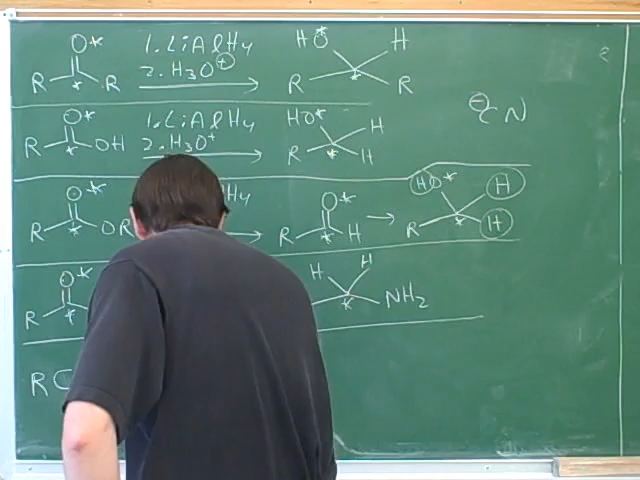 O* 1. LiAlH4 HO* H
R * R 2. H3O⊕ R * R
O* 1. LiAlH4 HO* H
R * OH 2. H3O+ R * H
⊖C N
O* H4 O* HO* H
R * OR R * H R * H
O* H H
R * * NH2
R C